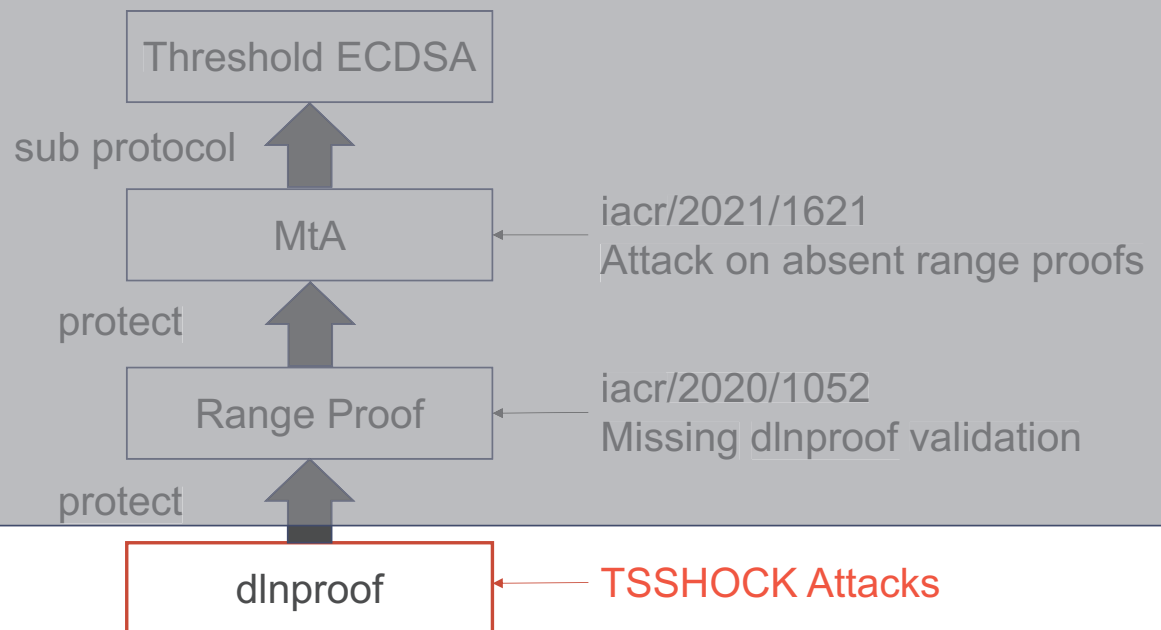 Threshold ECDSA
sub protocol
MtA
iacr/2021/1621
Attack on absent range proofs
protect
Range Proof
iacr/2020/1052
Missing dlnproof validation
protect
dlnproof
TSSHOCK Attacks